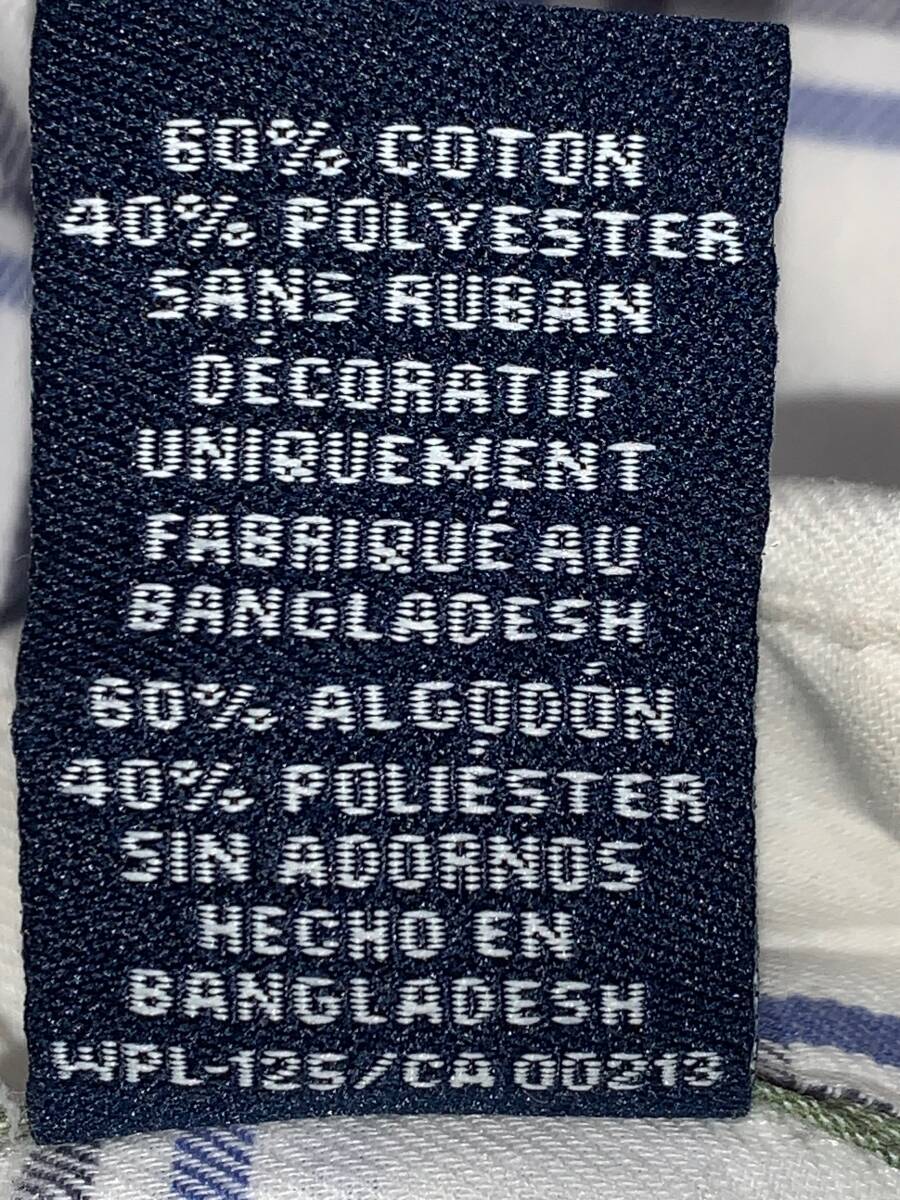 60% COTON
40% POLYESTER
SANS RUBAN
DÉCORATIF
UNIQUEMENT
FABRIQUÉ AU
BANGLADESH
60% ALGODÓN
40% POLIÉSTER
SIN ADORNOS
HECHO EN
BANGLADESH
WPL-125/CA 00213